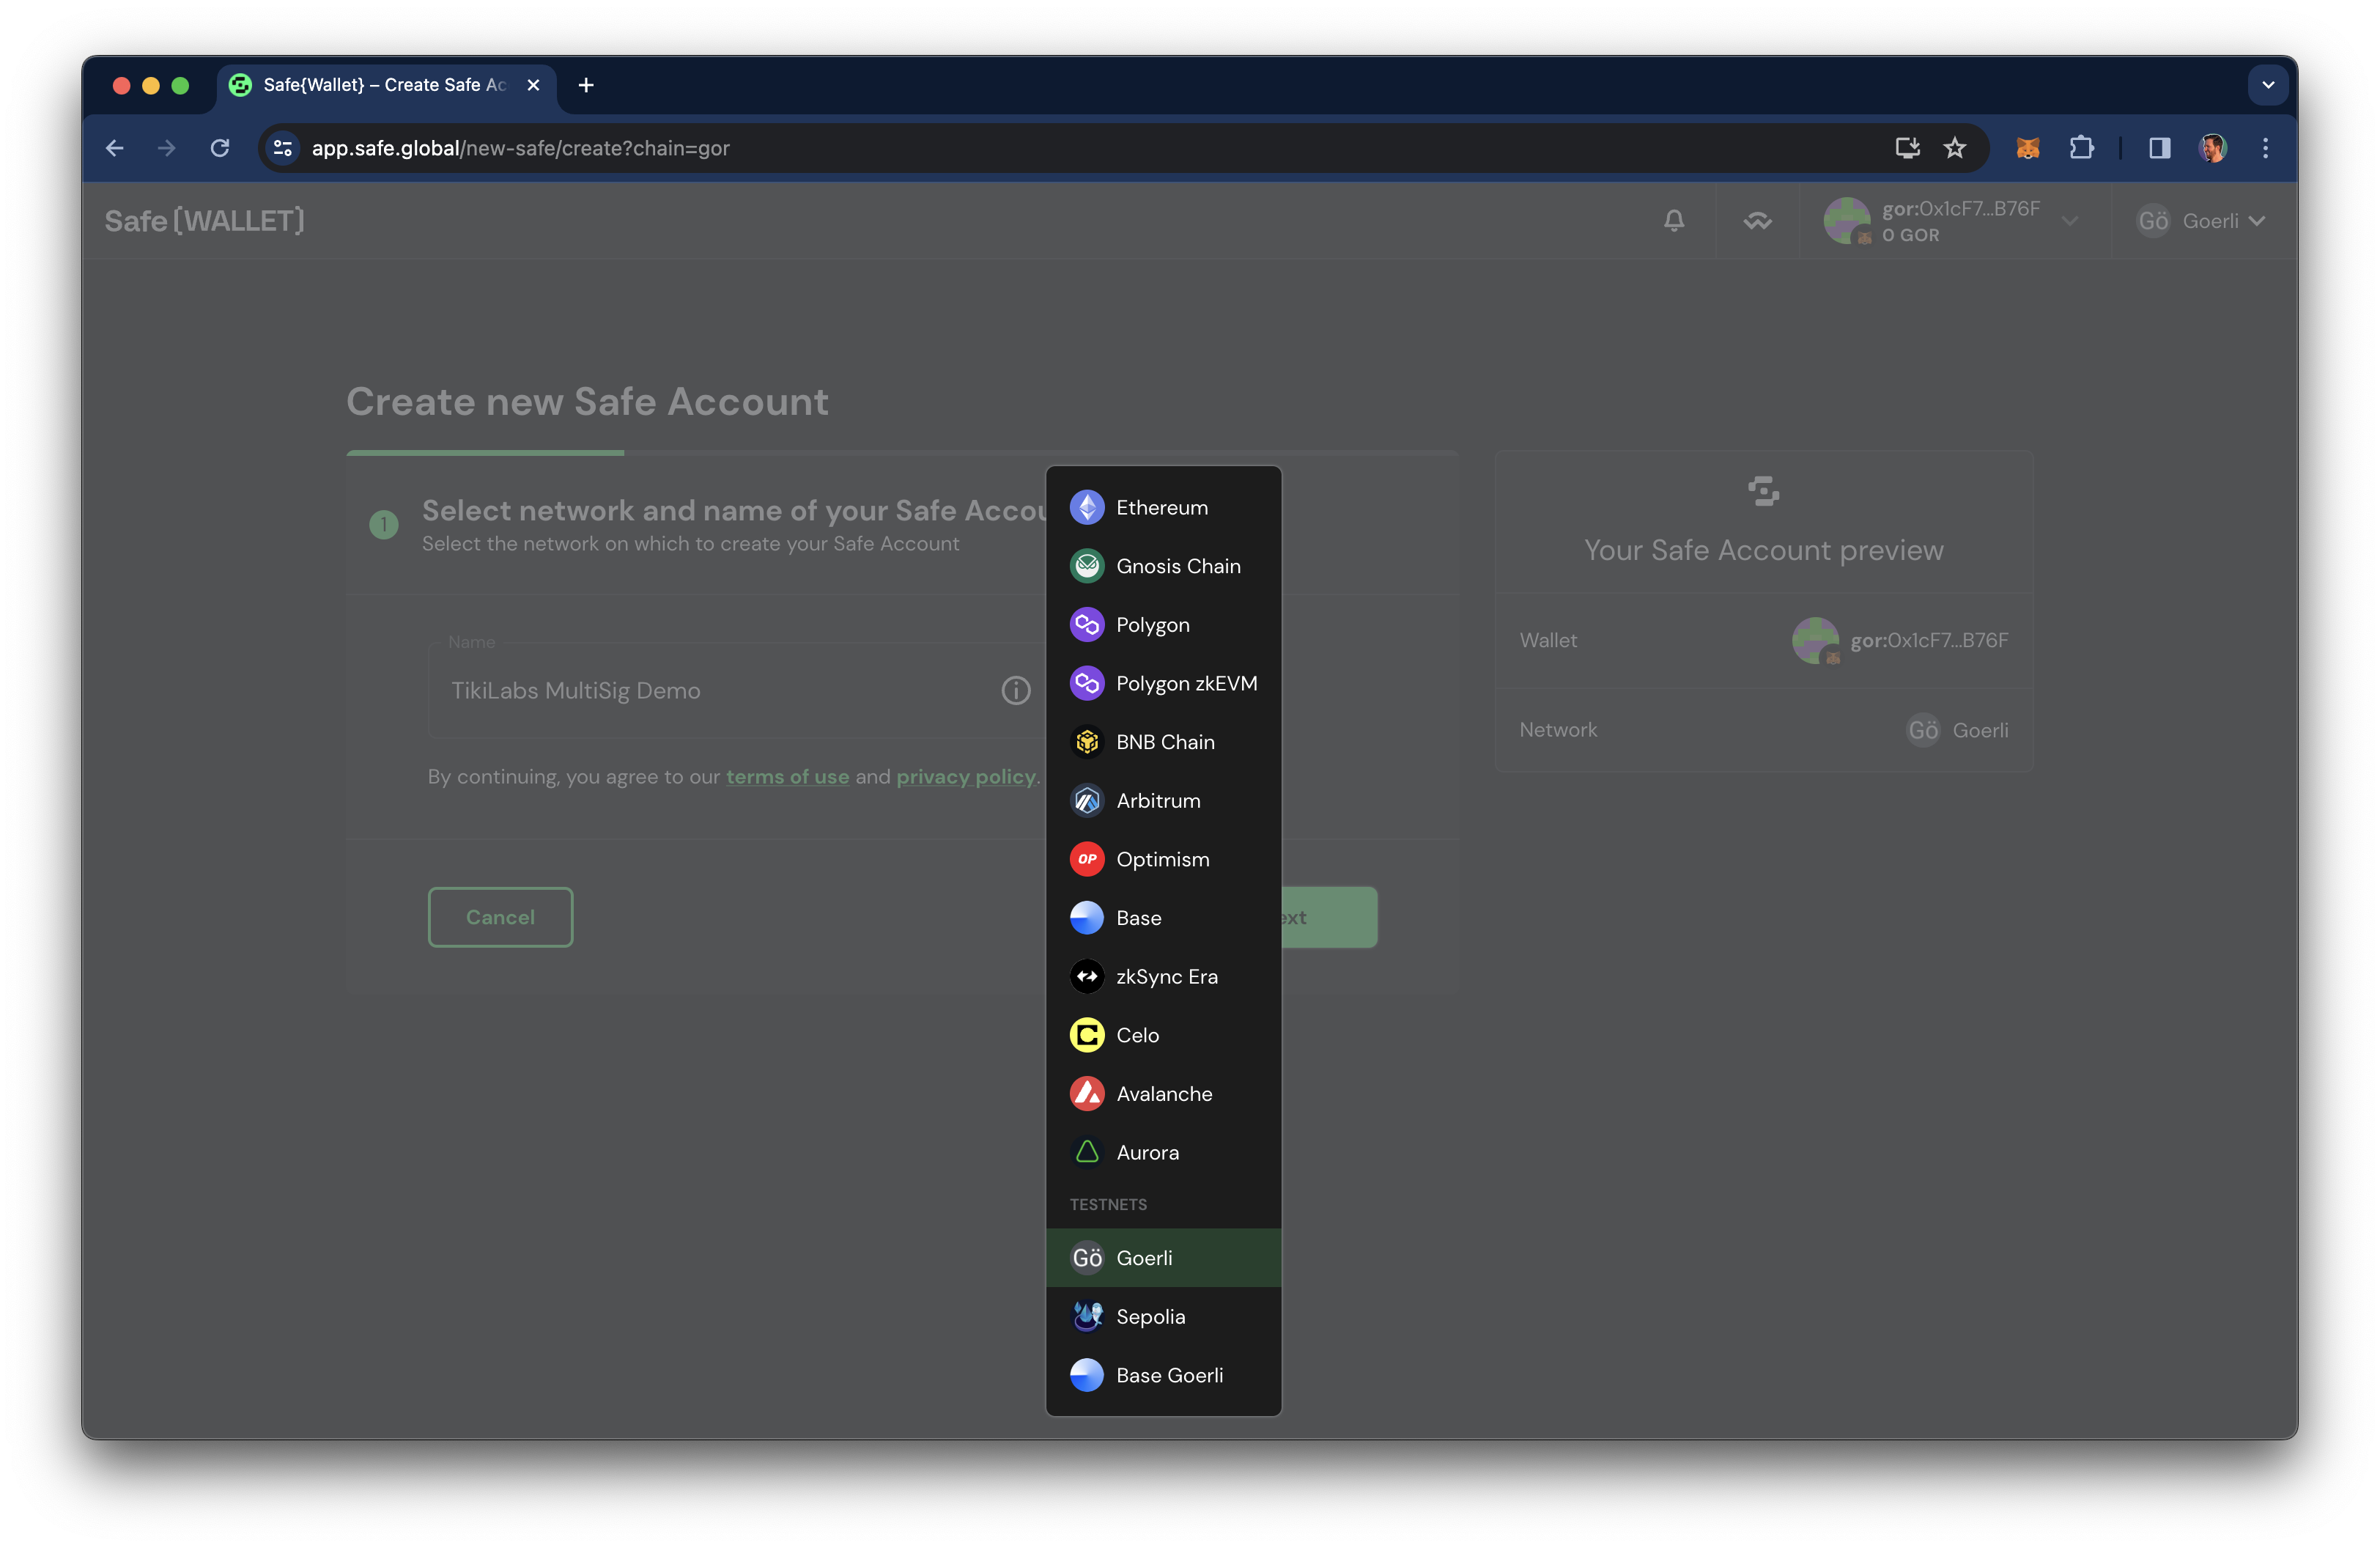 Safe{Wallet} – Create Safe Ac
app.safe.global/new-safe/create?chain=gor
Safe{WALLET}
gor:0x1cF7...B76F
0 GOR
Gö Goerli
Create new Safe Account
1
Select network and name of your Safe Accou
Select the network on which to create your Safe Account
Name
TikiLabs MultiSig Demo
By continuing, you agree to our terms of use and privacy policy.
Cancel
ext
Ethereum
Gnosis Chain
Polygon
Polygon zkEVM
BNB Chain
Arbitrum
OP Optimism
Base
zkSync Era
Celo
Avalanche
Aurora
TESTNETS
Gö Goerli
Sepolia
Base Goerli
Your Safe Account preview
Wallet
gor:0x1cF7...B76F
Network
Gö Goerli